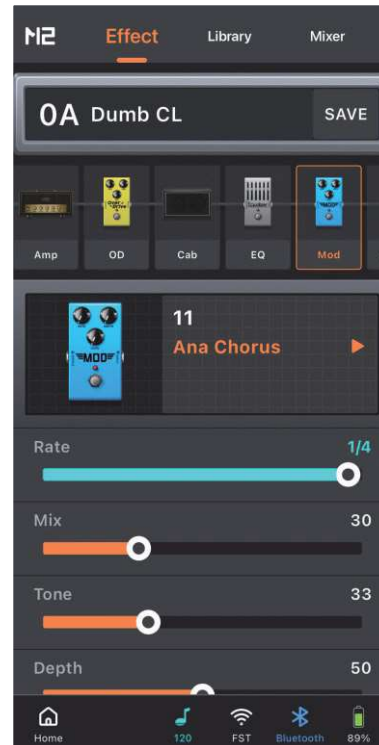 M2 Effect Library Mixer
0A Dumb CL SAVE
Amp OD Cab EQ Mod
MOD
11
Ana Chorus
Rate 1/4
Mix 30
Tone 33
Depth 50
120
Home FST Bluetooth 89%